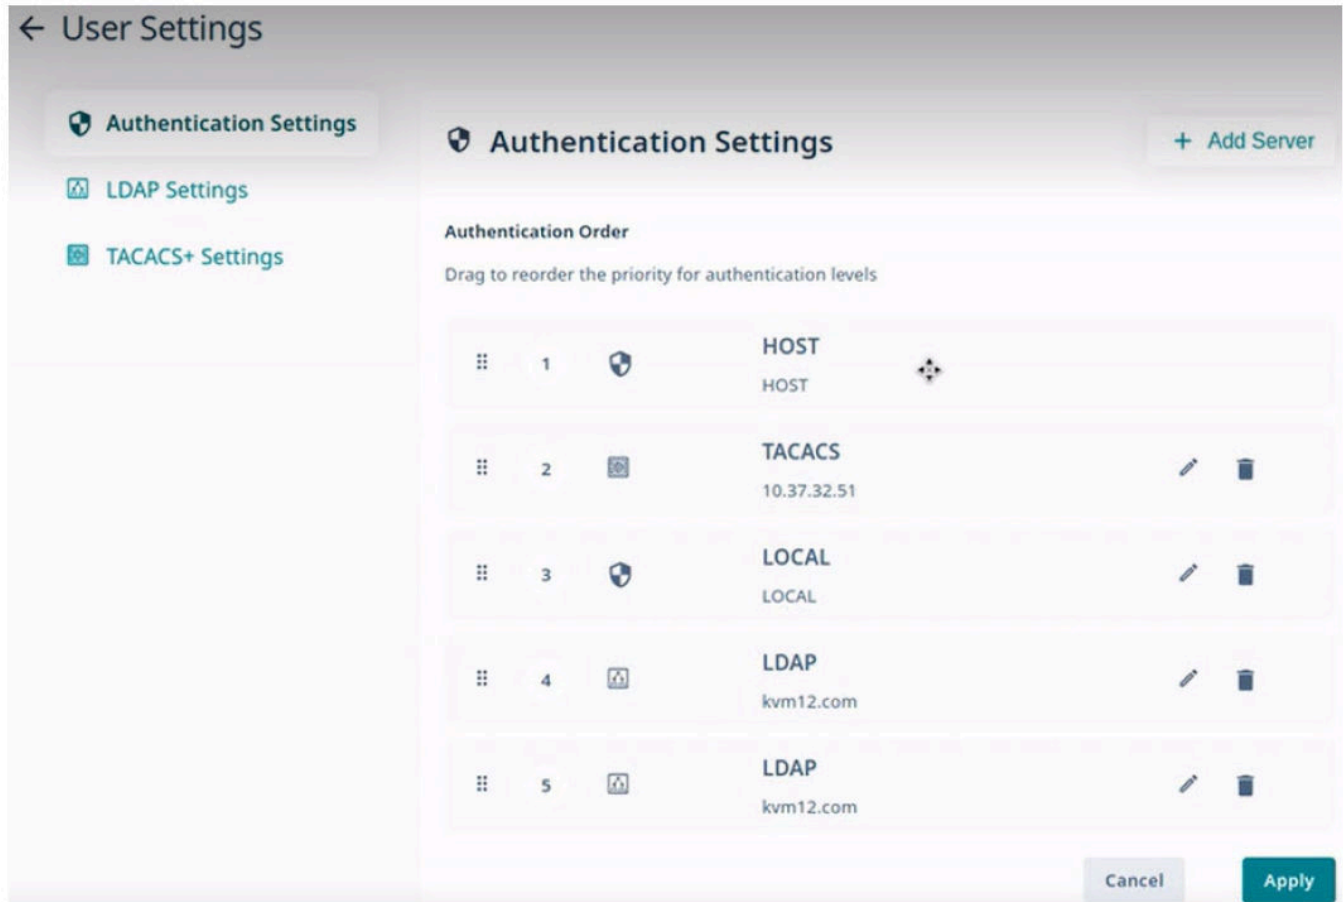 User Settings
Authentication Settings
LDAP Settings
TACACS+ Settings
Authentication Settings
+ Add Server
Authentication Order
Drag to reorder the priority for authentication levels
1
HOST
HOST
2
TACACS
10.37.32.51
3
LOCAL
LOCAL
4
LDAP
kvm12.com
5
LDAP
kvm12.com
Cancel
Apply